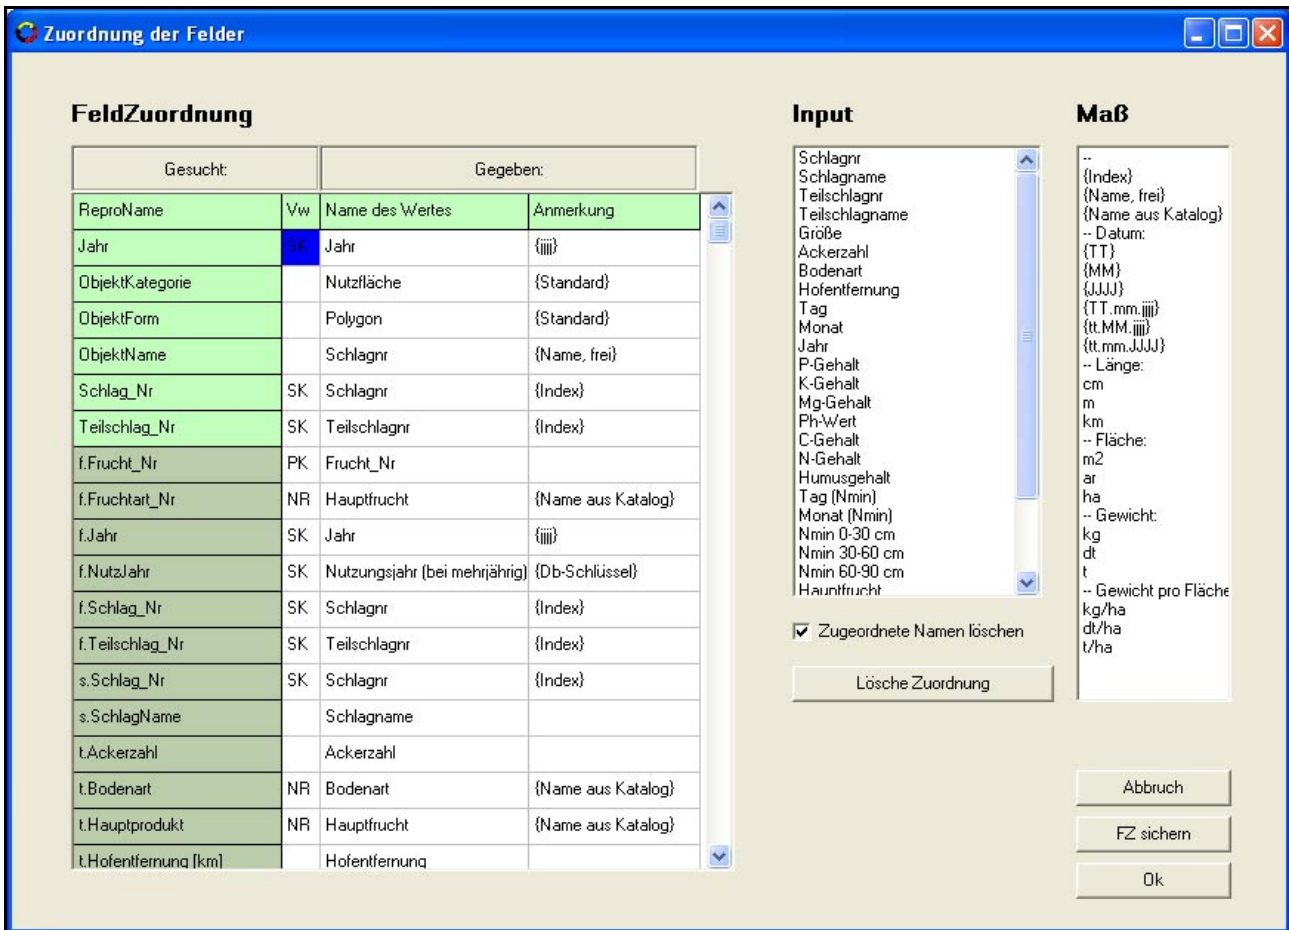 Zuordnung der Felder
FeldZuordnung
Gesucht: Gegeben:
ReproName Vw Name des Wertes Anmerkung
Jahr SK Jahr {jjjj}
ObjektKategorie Nutzfläche {Standard}
ObjektForm Polygon {Standard}
ObjektName Schlagnr {Name, frei}
Schlag_Nr SK Schlagnr {Index}
Teilschlag_Nr SK Teilschlagnr {Index}
f.Frucht_Nr PK Frucht_Nr
f.Fruchtart_Nr NR Hauptfrucht {Name aus Katalog}
f.Jahr SK Jahr {jjjj}
f.NutzJahr SK Nutzungsjahr (bei mehrjährig) {Db-Schlüssel}
f.Schlag_Nr SK Schlagnr {Index}
f.Teilschlag_Nr SK Teilschlagnr {Index}
s.Schlag_Nr SK Schlagnr {Index}
s.SchlagName Schlagname
t.Ackerzahl Ackerzahl
t.Bodenart NR Bodenart {Name aus Katalog}
t.Hauptprodukt NR Hauptfrucht {Name aus Katalog}
t.Hofentfernung [km] Hofentfernung
Input
Schlagnr
Schlagname
Teilschlagnr
Teilschlagname
Größe
Ackerzahl
Bodenart
Hofentfernung
Tag
Monat
Jahr
P-Gehalt
K-Gehalt
Mg-Gehalt
Ph-Wert
C-Gehalt
N-Gehalt
Humusgehalt
Tag (Nmin)
Monat (Nmin)
Nmin 0-30 cm
Nmin 30-60 cm
Nmin 60-90 cm
Hauptfrucht
Zugeordnete Namen löschen
Lösche Zuordnung
Maß
--
{Index}
{Name, frei}
{Name aus Katalog}
-- Datum:
{TT}
{MM}
{JJJJ}
{TT.mm.jjjj}
{tt.MM.jjjj}
{tt.mm.JJJJ}
-- Länge:
cm
m
km
-- Fläche:
m2
ar
ha
-- Gewicht:
kg
dt
t
-- Gewicht pro Fläche
kg/ha
dt/ha
t/ha
Abbruch
FZ sichern
Ok